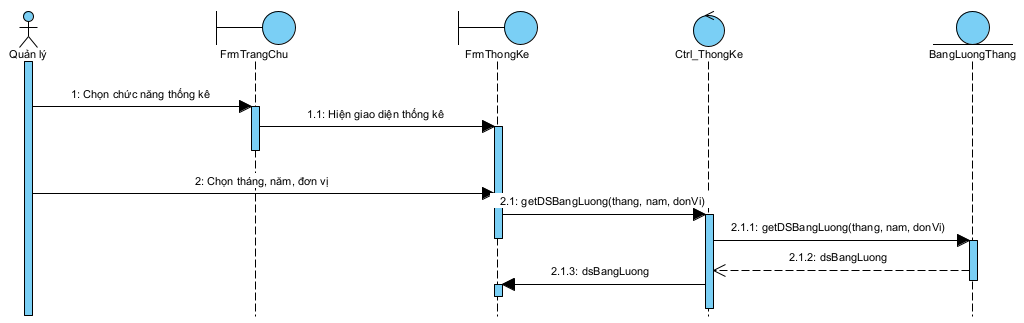 Quản lý
FrmTrangChu
FrmThongKe
Ctrl_ThongKe
BangLuongThang
1: Chọn chức năng thống kê
1.1: Hiện giao diện thống kê
2: Chọn tháng, năm, đơn vị
2.1: getDSBangLuong(thang, nam, donVi)
2.1.1: getDSBangLuong(thang, nam, donVi)
2.1.2: dsBangLuong
2.1.3: dsBangLuong